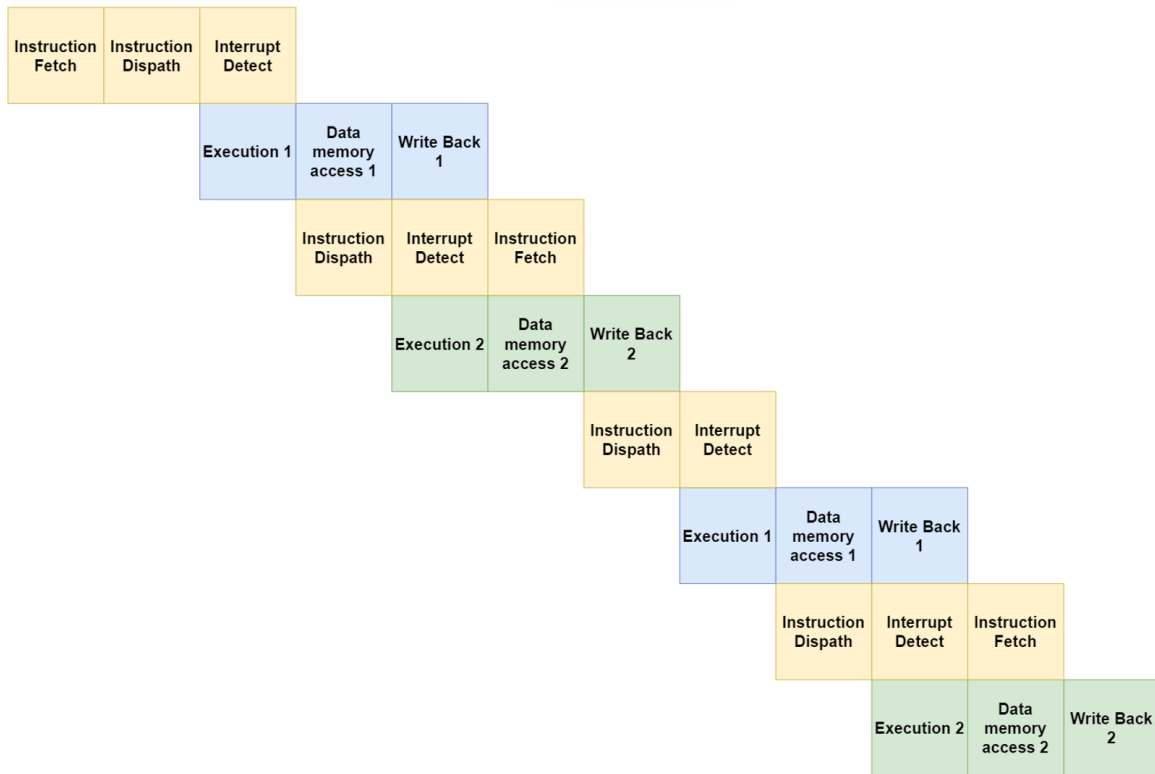 Instruction
Fetch
Instruction
Dispath
Interrupt
Detect
Execution 1
Data
memory
access 1
Write Back
1
Instruction
Dispath
Interrupt
Detect
Instruction
Fetch
Execution 2
Data
memory
access 2
Write Back
2
Instruction
Dispath
Interrupt
Detect
Execution 1
Data
memory
access 1
Write Back
1
Instruction
Dispath
Interrupt
Detect
Instruction
Fetch
Execution 2
Data
memory
access 2
Write Back
2